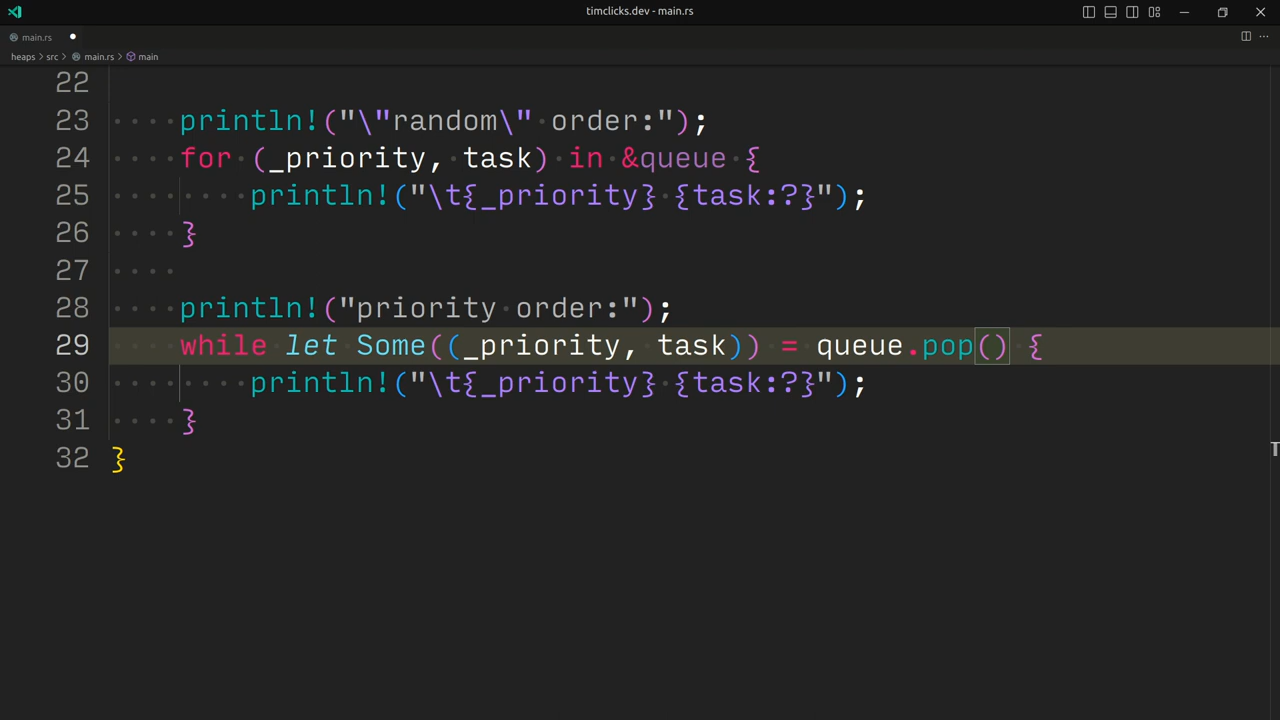 timclicks.dev - main.rs
main.rs
heaps > src > main.rs > main
22
23 println!("\"random\" order:");
24 for (_priority, task) in &queue {
25 println!("\t{_priority} {task:?}");
26 }
27
28 println!("priority order:");
29 while let Some((_priority, task)) = queue.pop() {
30 println!("\t{_priority} {task:?}");
31 }
32 }
T